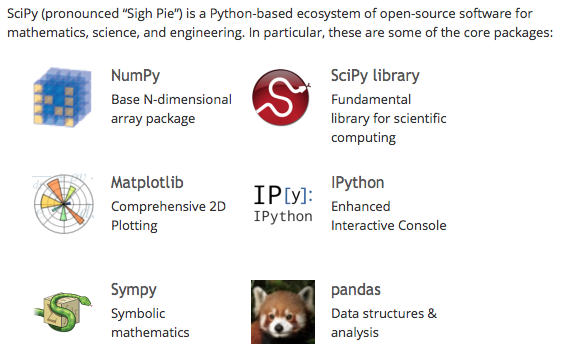 SciPy (pronounced “Sigh Pie”) is a Python-based ecosystem of open-source software for
mathematics, science, and engineering. In particular, these are some of the core packages:
NumPy
Base N-dimensional
array package
SciPy library
Fundamental
library for scientific
computing
Matplotlib
Comprehensive 2D
Plotting
IP[y]:
IPython
IPython
Enhanced
Interactive Console
Sympy
Symbolic
mathematics
pandas
Data structures &
analysis